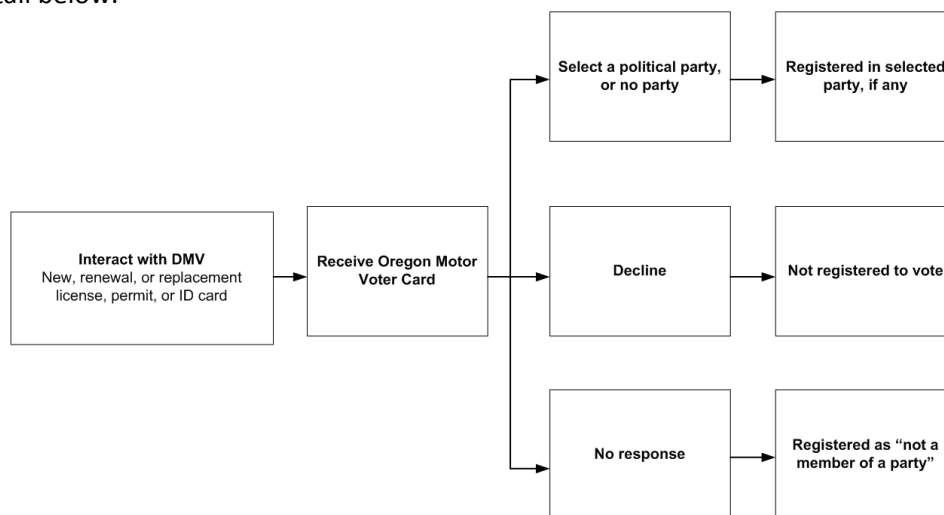 Select a political party,
or no party
Registered in selected
party, if any
Interact with DMV
New, renewal, or replacement
license, permit, or ID card
Receive Oregon Motor
Voter Card
Decline
Not registered to vote
No response
Registered as “not a
member of a party”